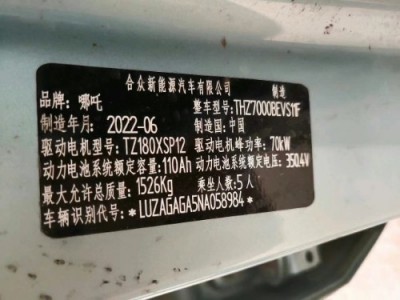 合众新能源汽车有限公司 制造
品牌：哪吒 整车型号：THZ7000BEVS11F
制造年月：2022-06 制造国：中国
驱动电机型号：TZ180XSP12 驱动电机峰功率：70kW
动力电池系统额定容量：110Ah 动力电池系统额定电压：350.4V
最大允许总质量：1526Kg 乘坐人数：5人
车辆识别代号：*LUZAGAGA5NA058984*